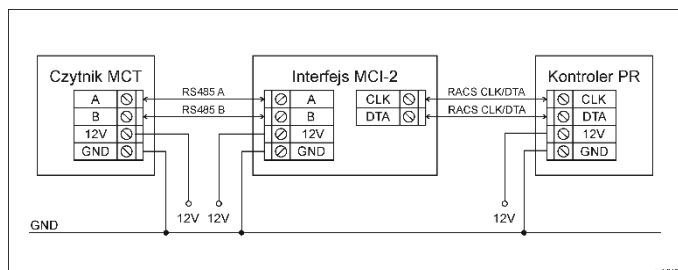 Czytnik MCT
Interfejs MCI-2
Kontroler PR
A
RS485 A
A
CLK
RACS CLK/DTA
CLK
B
RS485 B
B
DTA
RACS CLK/DTA
DTA
12V
12V
12V
GND
GND
GND
12V
12V
12V
GND